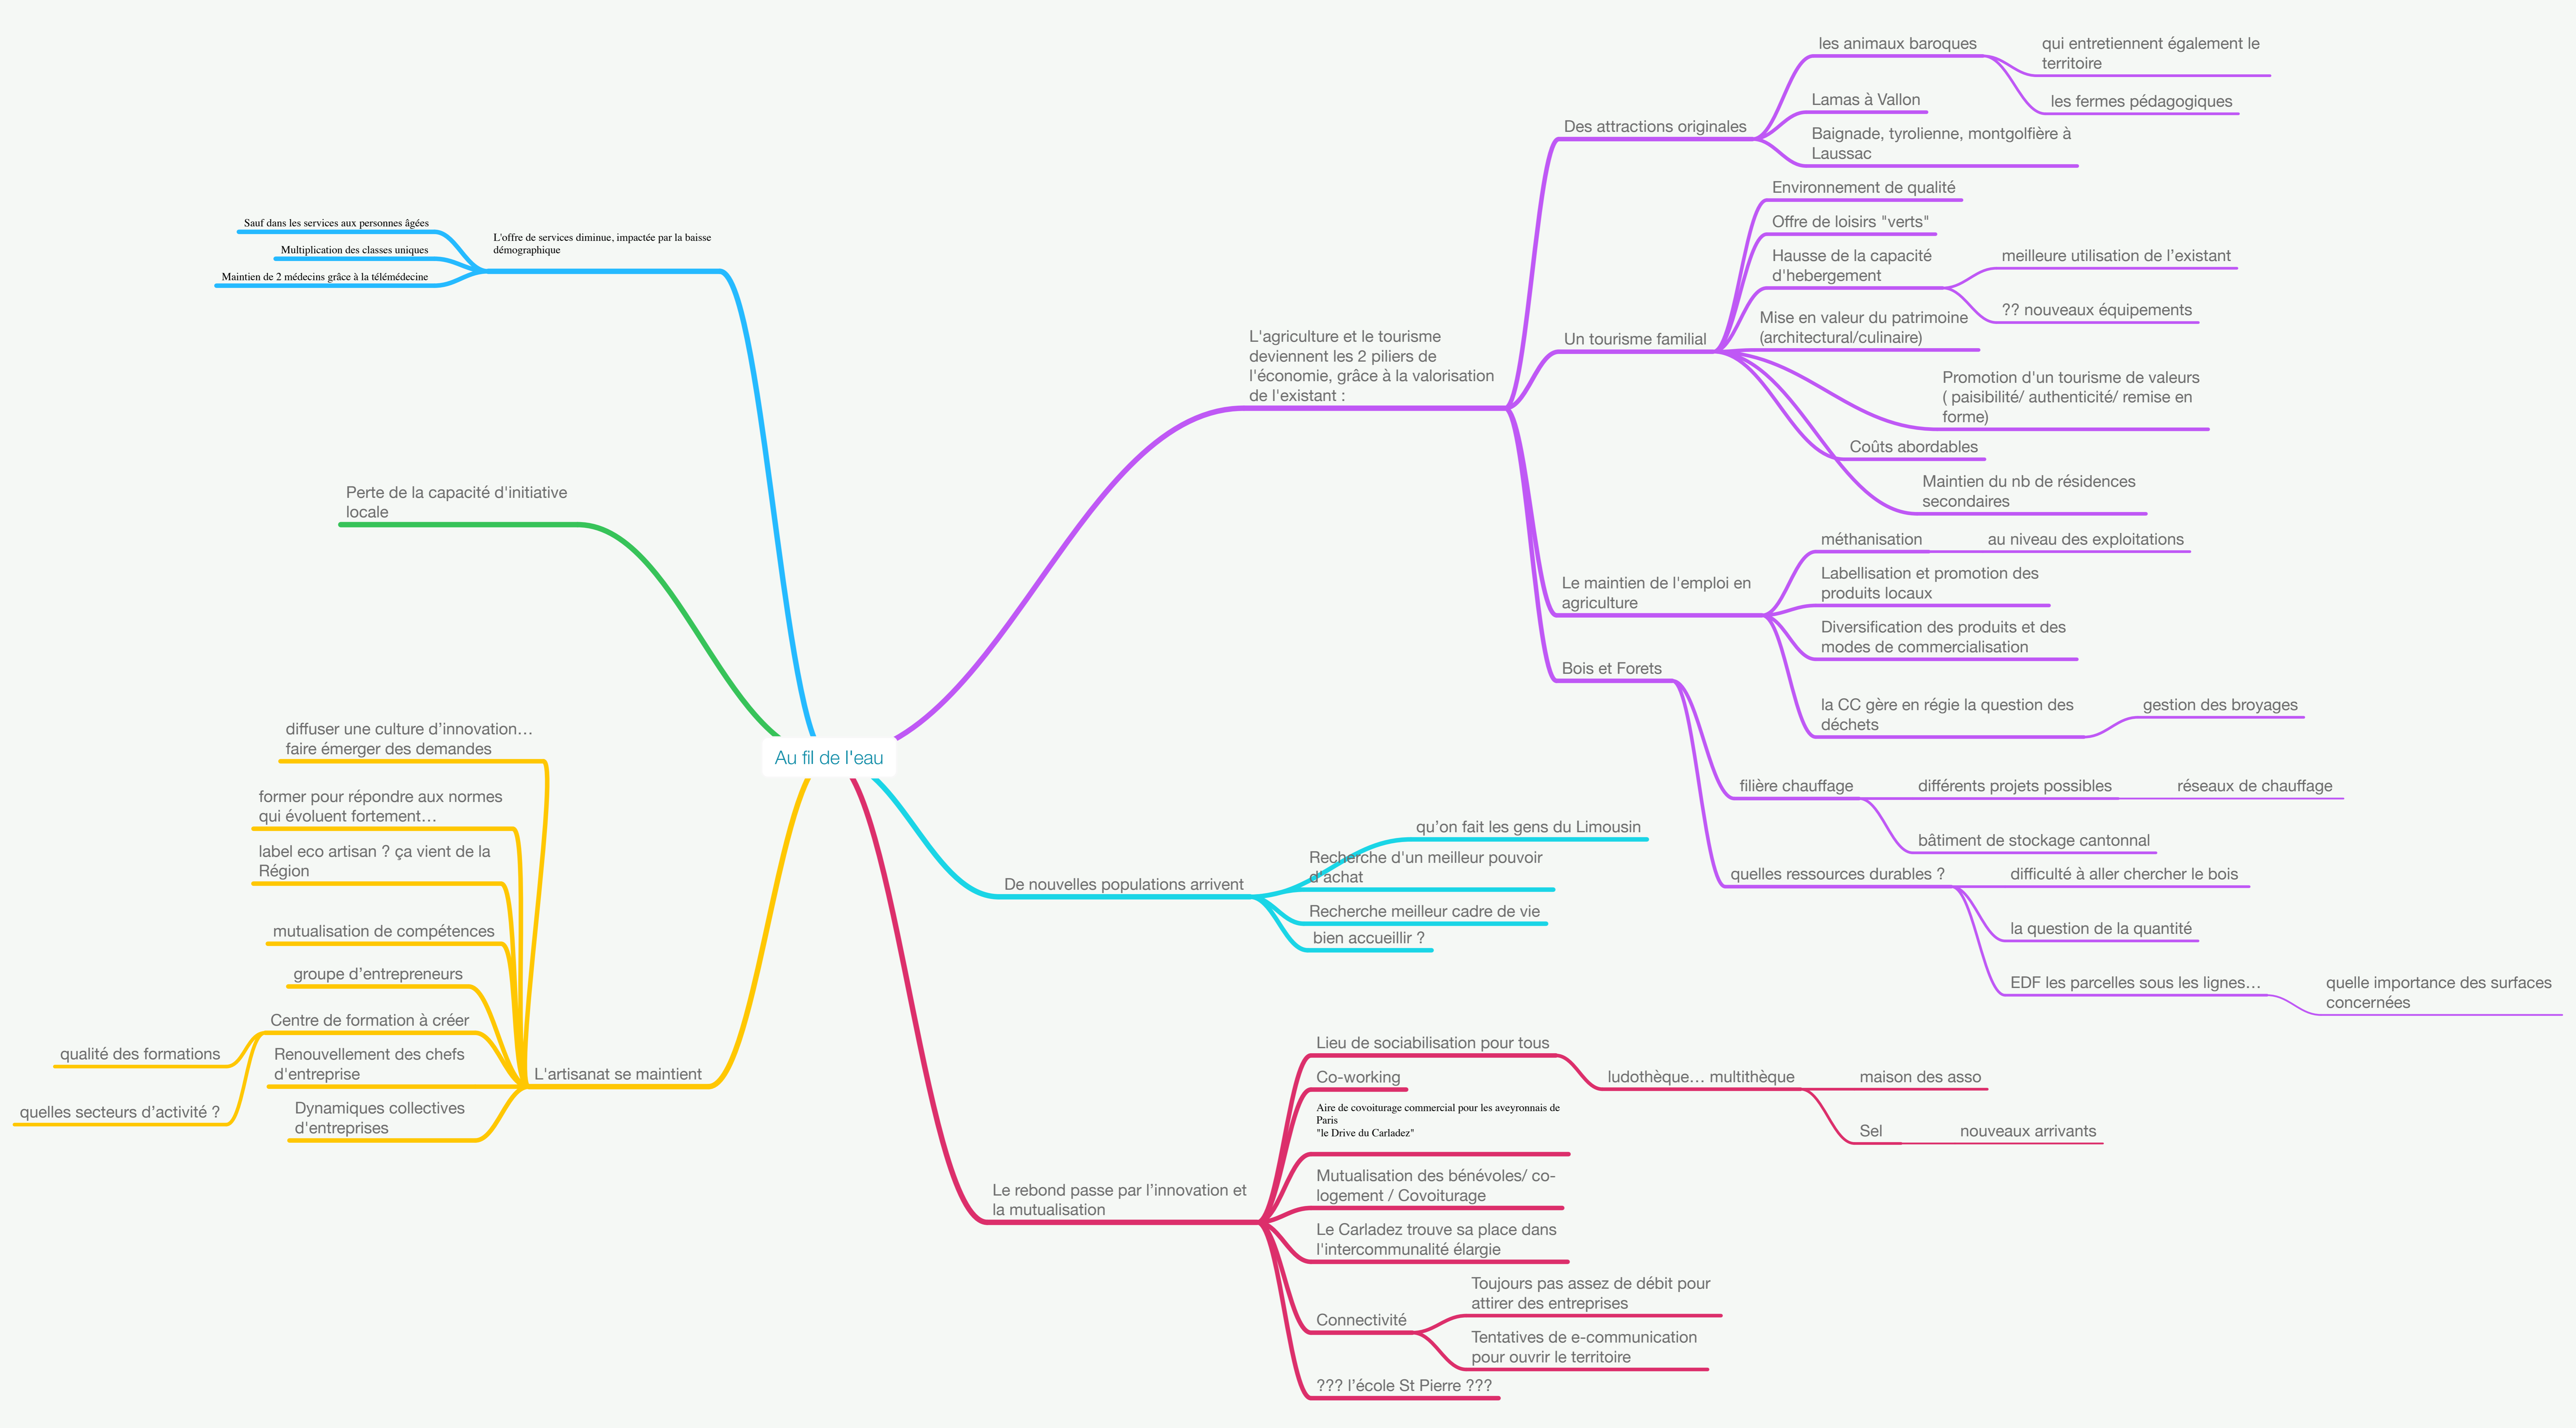 Au fil de l'eau
L'agriculture et le tourisme
deviennent les 2 piliers de
l'économie, grâce à la valorisation
de l'existant :
Des attractions originales
les animaux baroques
qui entretiennent également le
territoire
les fermes pédagogiques
Lamas à Vallon
Baignade, tyrolienne, montgolfière à
Laussac
Un tourisme familial
Environnement de qualité
Offre de loisirs "verts"
Hausse de la capacité
d'hebergement
meilleure utilisation de l’existant
?? nouveaux équipements
Mise en valeur du patrimoine
(architectural/culinaire)
Promotion d'un tourisme de valeurs
( paisibilité/ authenticité/ remise en
forme)
Coûts abordables
Maintien du nb de résidences
secondaires
Le maintien de l'emploi en
agriculture
méthanisation
au niveau des exploitations
Labellisation et promotion des
produits locaux
Diversification des produits et des
modes de commercialisation
la CC gère en régie la question des
déchets
gestion des broyages
Bois et Forets
filière chauffage
différents projets possibles
réseaux de chauffage
bâtiment de stockage cantonnal
quelles ressources durables ?
difficulté à aller chercher le bois
la question de la quantité
EDF les parcelles sous les lignes…
quelle importance des surfaces
concernées
De nouvelles populations arrivent
qu’on fait les gens du Limousin
Recherche d'un meilleur pouvoir
d'achat
Recherche meilleur cadre de vie
bien accueillir ?
Le rebond passe par l’innovation et
la mutualisation
Lieu de sociabilisation pour tous
ludothèque… multithèque
maison des asso
Sel
nouveaux arrivants
Co-working
Aire de covoiturage commercial pour les aveyronnais de
Paris
"le Drive du Carladez"
Mutualisation des bénévoles/ co-
logement / Covoiturage
Le Carladez trouve sa place dans
l'intercommunalité élargie
Connectivité
Toujours pas assez de débit pour
attirer des entreprises
Tentatives de e-communication
pour ouvrir le territoire
??? l’école St Pierre ???
L'offre de services diminue, impactée par la baisse
démographique
Sauf dans les services aux personnes âgées
Multiplication des classes uniques
Maintien de 2 médecins grâce à la télémédecine
Perte de la capacité d'initiative
locale
L'artisanat se maintient
diffuser une culture d’innovation…
faire émerger des demandes
former pour répondre aux normes
qui évoluent fortement…
label eco artisan ? ça vient de la
Région
mutualisation de compétences
groupe d’entrepreneurs
Centre de formation à créer
qualité des formations
quelles secteurs d’activité ?
Renouvellement des chefs
d'entreprise
Dynamiques collectives
d'entreprises